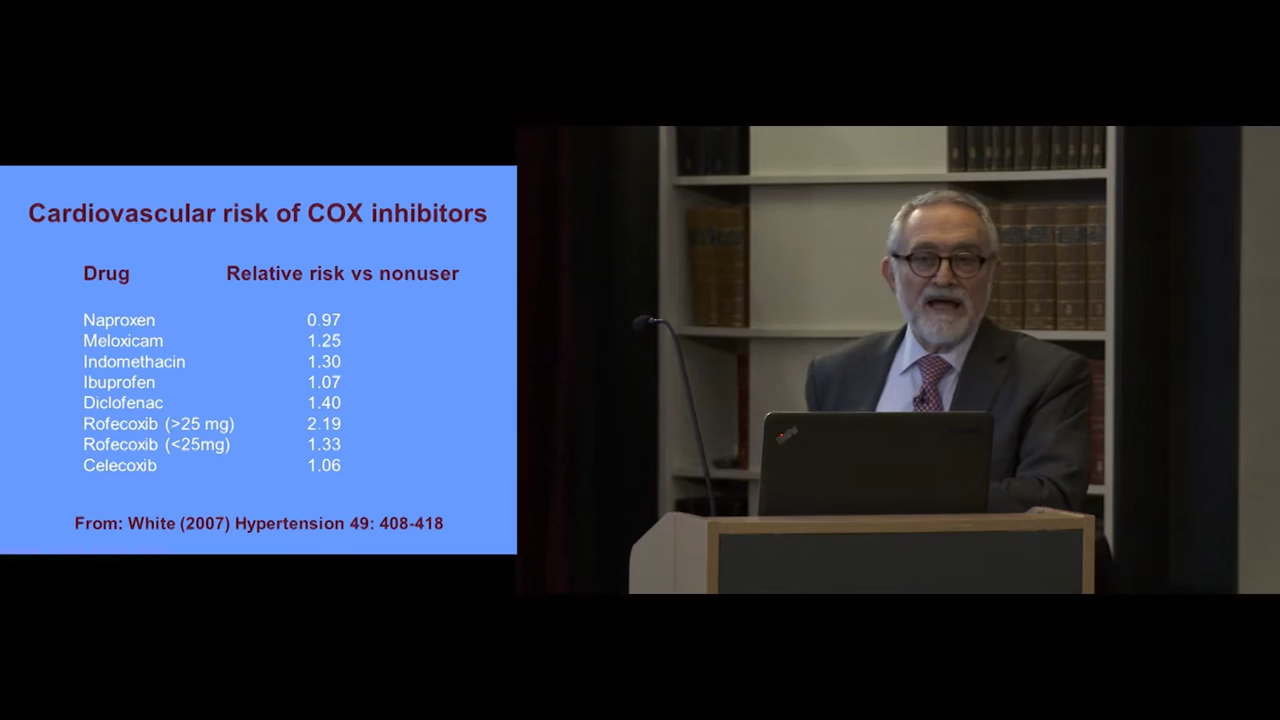 Cardiovascular risk of COX inhibitors
Drug Relative risk vs nonuser
Naproxen 0.97
Meloxicam 1.25
Indomethacin 1.30
Ibuprofen 1.07
Diclofenac 1.40
Rofecoxib (>25 mg) 2.19
Rofecoxib (<25mg) 1.33
Celecoxib 1.06
From: White (2007) Hypertension 49: 408-418
ThinkPad